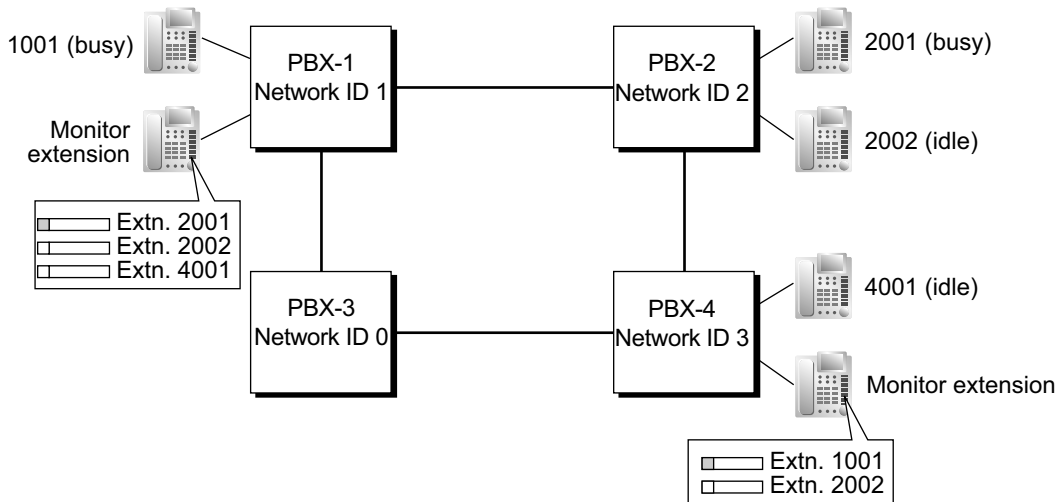 1001 (busy)
PBX-1
Network ID 1
Monitor
extension
Extn. 2001
Extn. 2002
Extn. 4001
PBX-2
Network ID 2
2001 (busy)
2002 (idle)
PBX-3
Network ID 0
PBX-4
Network ID 3
4001 (idle)
Monitor extension
Extn. 1001
Extn. 2002